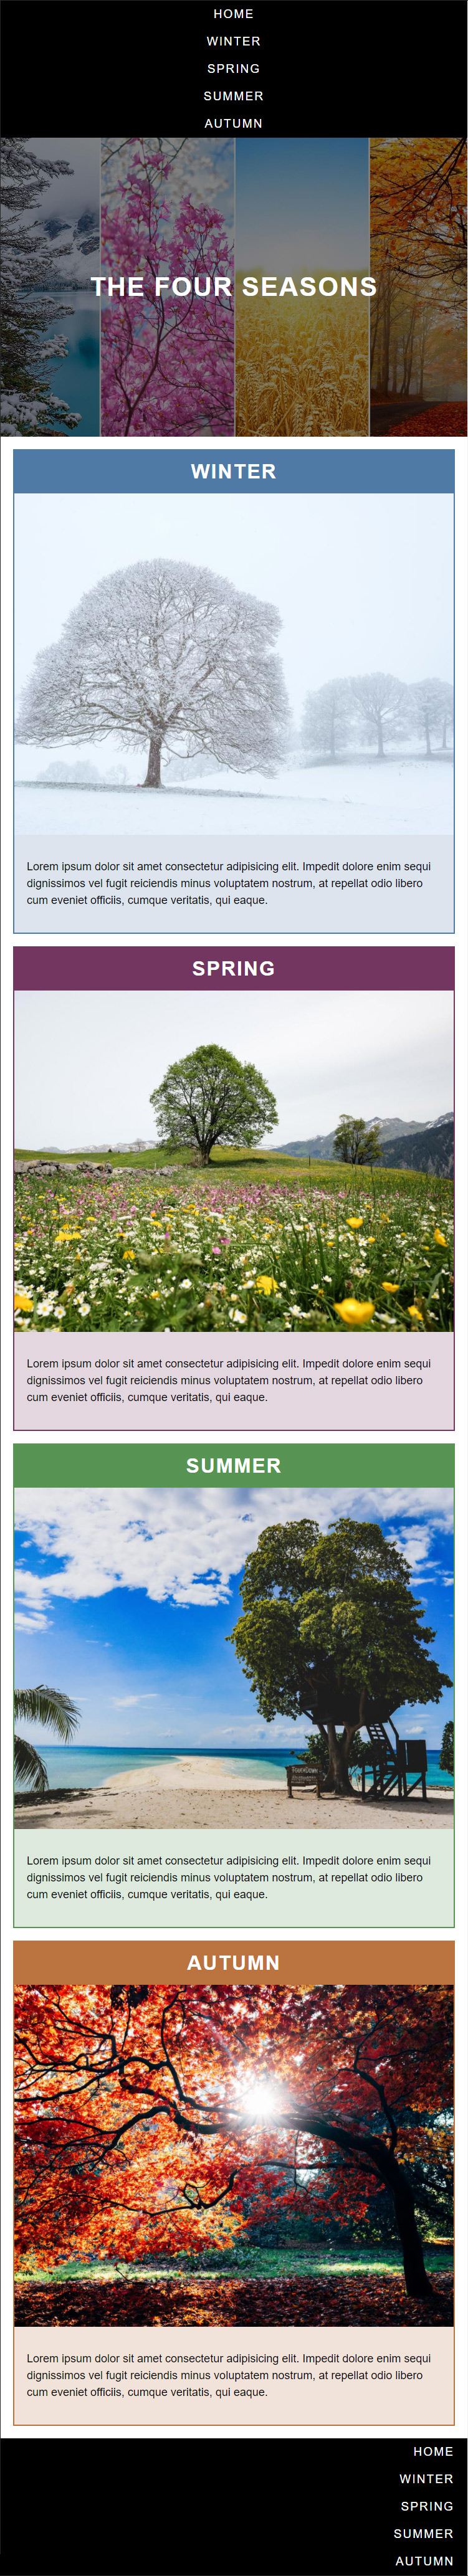 HOME
WINTER
SPRING
SUMMER
AUTUMN
THE FOUR SEASONS
WINTER
Lorem ipsum dolor sit amet consectetur adipisicing elit. Impedit dolore enim sequi
dignissimos vel fugit reiciendis minus voluptatem nostrum, at repellat odio libero
cum eveniet officiis, cumque veritatis, qui eaque.
SPRING
Lorem ipsum dolor sit amet consectetur adipisicing elit. Impedit dolore enim sequi
dignissimos vel fugit reiciendis minus voluptatem nostrum, at repellat odio libero
cum eveniet officiis, cumque veritatis, qui eaque.
SUMMER
Lorem ipsum dolor sit amet consectetur adipisicing elit. Impedit dolore enim sequi
dignissimos vel fugit reiciendis minus voluptatem nostrum, at repellat odio libero
cum eveniet officiis, cumque veritatis, qui eaque.
AUTUMN
Lorem ipsum dolor sit amet consectetur adipisicing elit. Impedit dolore enim sequi
dignissimos vel fugit reiciendis minus voluptatem nostrum, at repellat odio libero
cum eveniet officiis, cumque veritatis, qui eaque.
HOME
WINTER
SPRING
SUMMER
AUTUMN